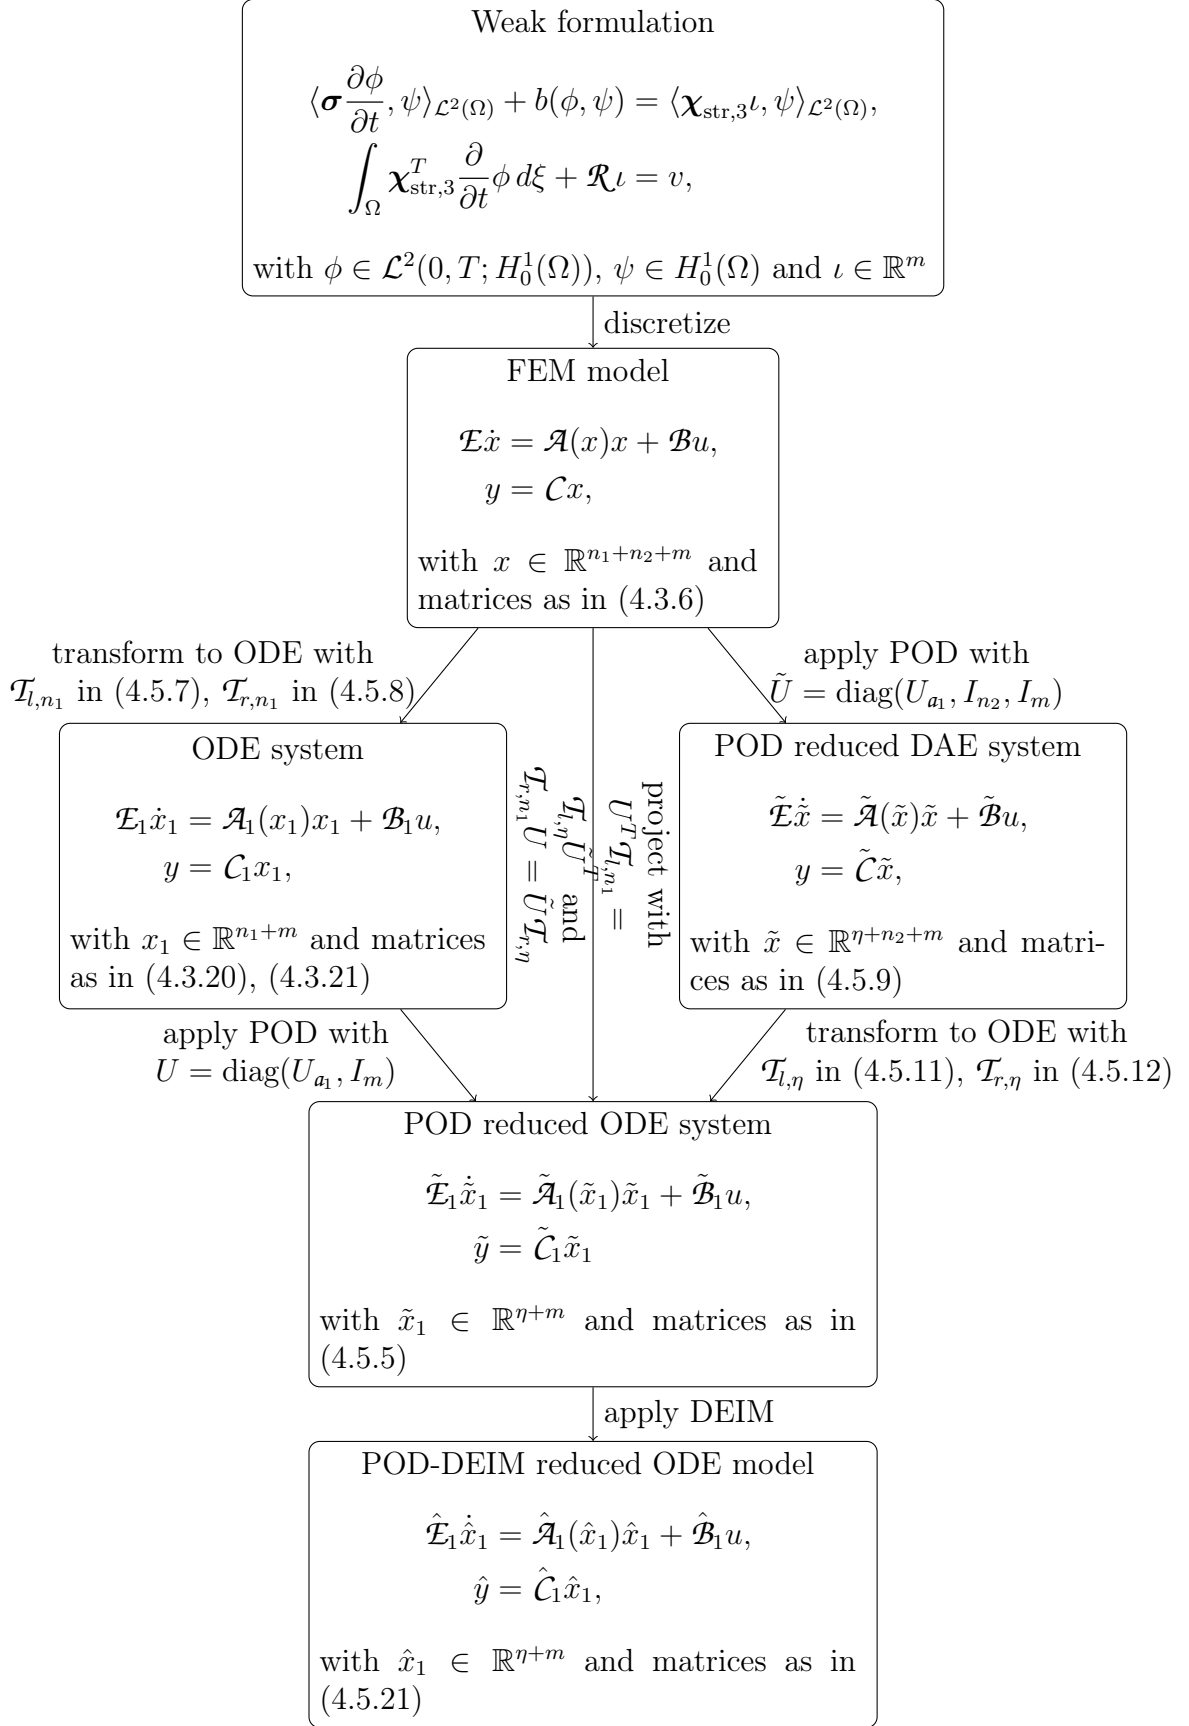 Weak formulation
⟨𝝈 ∂ϕ/∂t, ψ⟩_{𝓛²(Ω)} + b(ϕ, ψ) = ⟨𝝌_{str,3} ι, ψ⟩_{𝓛²(Ω)},
∫_Ω 𝝌^T_{str,3} ∂/∂t ϕ dξ + 𝓡ι = v,
with ϕ ∈ 𝓛²(0, T; H₀¹(Ω)), ψ ∈ H₀¹(Ω) and ι ∈ ℝ^m
discretize
FEM model
𝓔ẋ = 𝓐(x)x + 𝓑u,
y = 𝓒x,
with x ∈ ℝ^{n₁+n₂+m} and
matrices as in (4.3.6)
transform to ODE with
𝓣_{l,n₁} in (4.5.7), 𝓣_{r,n₁} in (4.5.8)
apply POD with
Ũ = diag(U_{𝒶₁}, I_{n₂}, I_m)
ODE system
𝓔₁ẋ₁ = 𝓐₁(x₁)x₁ + 𝓑₁u,
y = 𝓒₁x₁,
with x₁ ∈ ℝ^{n₁+m} and matrices
as in (4.3.20), (4.3.21)
project with
U^T 𝓣_{l,n₁} =
𝓣_{l,η} Ũ^T and
𝓣_{r,n₁} U = Ũ𝓣_{r,η}
POD reduced DAE system
𝓔̃ẋ̃ = 𝓐̃(x̃)x̃ + 𝓑̃u,
y = 𝓒̃x̃,
with x̃ ∈ ℝ^{η+n₂+m} and matri-
ces as in (4.5.9)
apply POD with
U = diag(U_{𝒶₁}, I_m)
transform to ODE with
𝓣_{l,η} in (4.5.11), 𝓣_{r,η} in (4.5.12)
POD reduced ODE system
𝓔̃₁ẋ̃₁ = 𝓐̃₁(x̃₁)x̃₁ + 𝓑̃₁u,
ỹ = 𝓒̃₁x̃₁
with x̃₁ ∈ ℝ^{η+m} and matrices as in
(4.5.5)
apply DEIM
POD-DEIM reduced ODE model
𝓔̂₁ẋ̂₁ = 𝓐̂₁(x̂₁)x̂₁ + 𝓑̂₁u,
ŷ = 𝓒̂₁x̂₁,
with x̂₁ ∈ ℝ^{η+m} and matrices as in
(4.5.21)